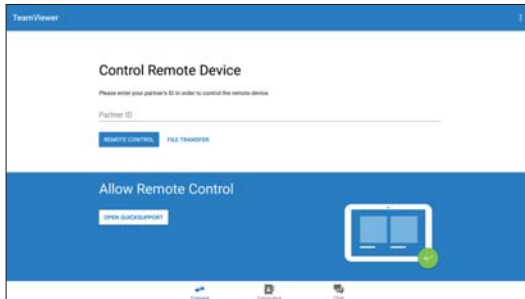 TeamViewer
Control Remote Device
Please enter your partner's ID in order to control the remote device.
Partner ID
REMOTE CONTROL FILE TRANSFER
Allow Remote Control
OPEN QUICKSUPPORT
Connect Computers Chat